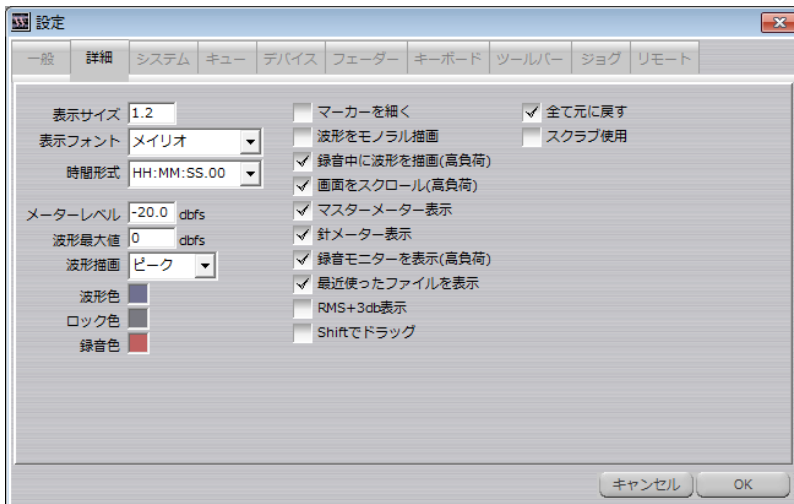 設定
一般 詳細 システム キュー デバイス フェーダー キーボード ツールバー ジョグ リモート
表示サイズ 1.2
表示フォント メイリオ
時間形式 HH:MM:SS.00
メーターレベル -20.0 dbfs
波形最大値 0 dbfs
波形描画 ピーク
波形色
ロック色
録音色
マーカーを細く
波形をモノラル描画
録音中に波形を描画(高負荷)
画面をスクロール(高負荷)
マスターメーター表示
針メーター表示
録音モニターを表示(高負荷)
最近使ったファイルを表示
RMS+3db表示
Shiftでドラッグ
全て元に戻す
スクラブ使用
キャンセル OK